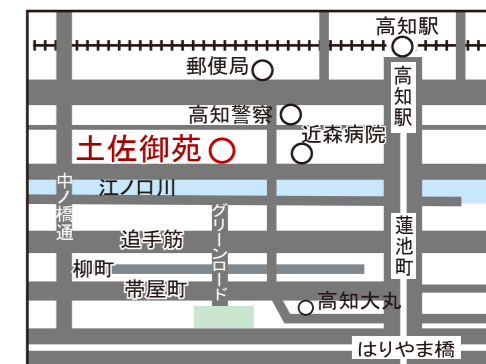 高知駅
郵便局
高知駅
高知警察
近森病院
土佐御苑
中ノ橋通
江ノ口川
グリーンロード
蓮池町
追手筋
柳町
帯屋町
高知大丸
はりやま橋